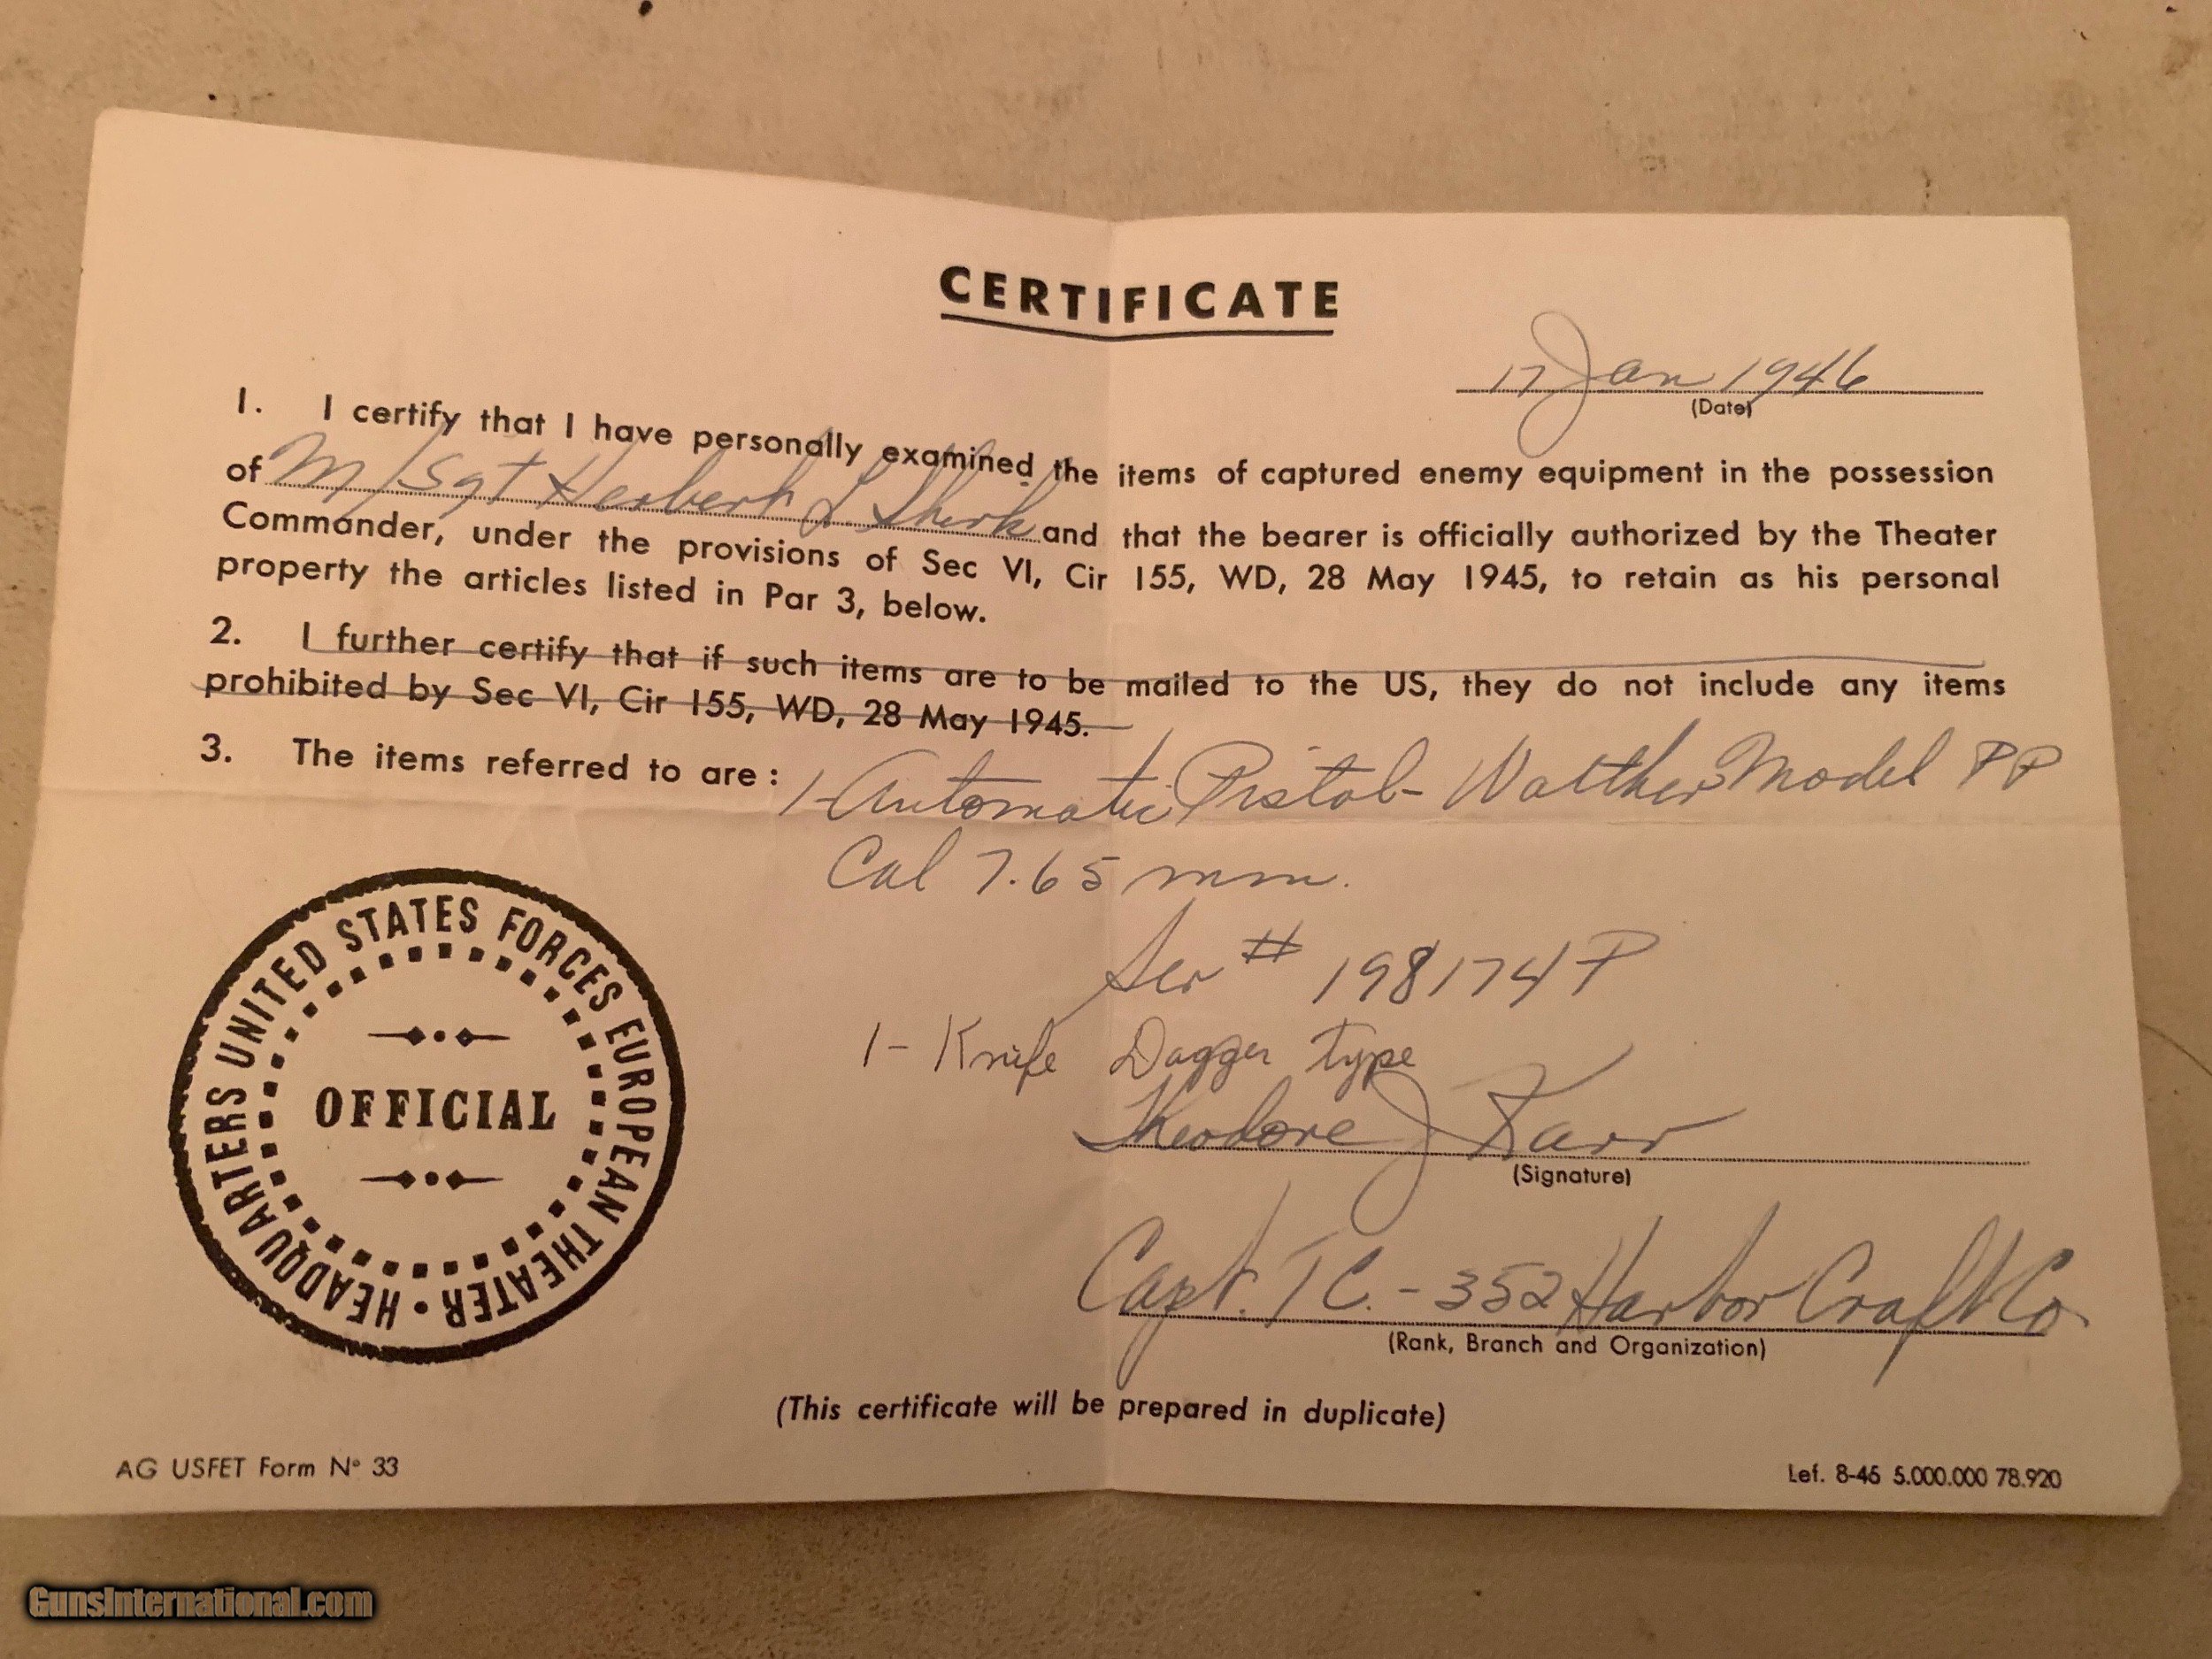 CERTIFICATE
17 Jan 1946
(Date)
1. I certify that I have personally examined the items of captured enemy equipment in the possession
of M/Sgt Herbert L. Shirk and that the bearer is officially authorized by the Theater
Commander, under the provisions of Sec VI, Cir 155, WD, 28 May 1945, to retain as his personal
property the articles listed in Par 3, below.
2. I further certify that if such items are to be mailed to the US, they do not include any items
prohibited by Sec VI, Cir 155, WD, 28 May 1945.
3. The items referred to are : 1-Automatic Pistol- Walther Model PP
Cal 7.65 mm.
Ser # 198174P
1- Knife Dagger type
Theodore J Karr
(Signature)
Capt. TC. - 352 Harbor Craft Co
(Rank, Branch and Organization)
HEADQUARTERS UNITED STATES FORCES EUROPEAN THEATER •
OFFICIAL
(This certificate will be prepared in duplicate)
AG USFET Form N° 33
Lef. 8-45 5.000.000 78.920
GunsInternational.com